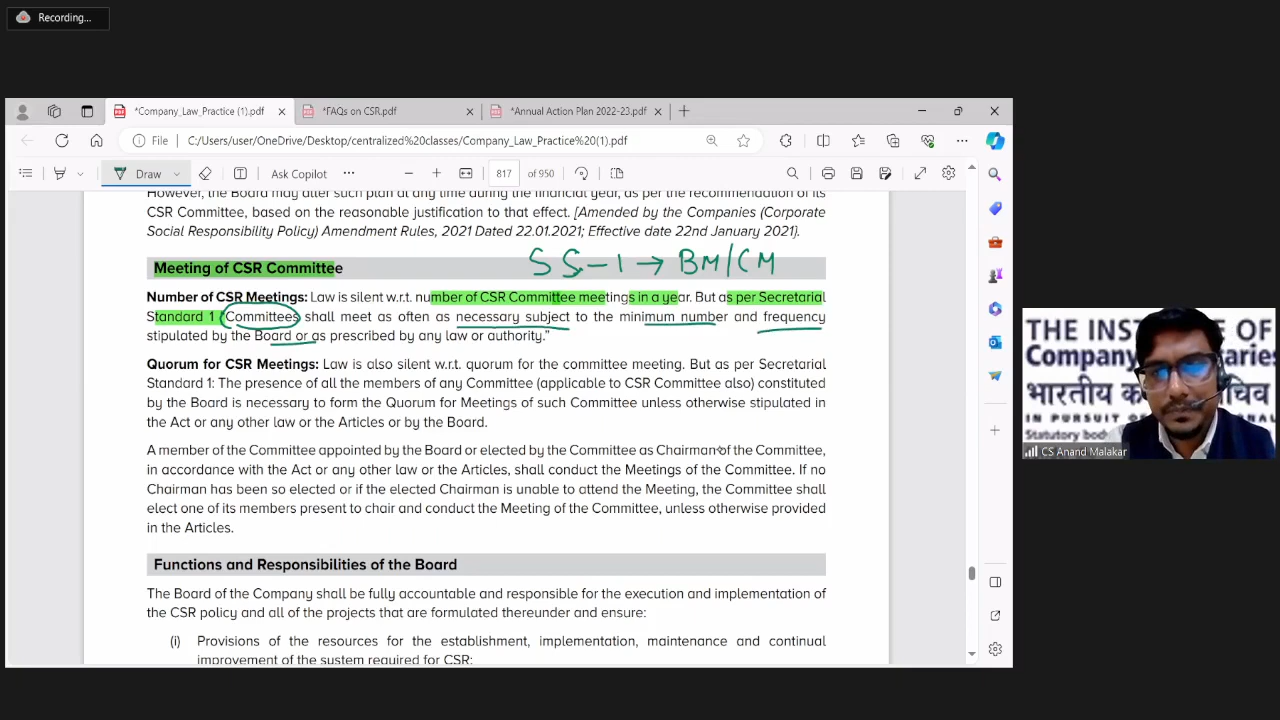 Recording...
*Company_Law_Practice (1).pdf
*FAQs on CSR.pdf
*Annual Action Plan 2022-23.pdf
File
C:/Users/user/OneDrive/Desktop/centralized%20classes/Company_Law_Practice%20(1).pdf
Draw
Ask Copilot
817 of 950
However, the Board may alter such plan at any time during the financial year, as per the recommendation of its
CSR Committee, based on the reasonable justification to that effect. [Amended by the Companies (Corporate
Social Responsibility Policy) Amendment Rules, 2021 Dated 22.01.2021; Effective date 22nd January 2021}.
SS-1 → BM/CM
Meeting of CSR Committee
Number of CSR Meetings: Law is silent w.r.t. number of CSR Committee meetings in a year. But as per Secretarial
Standard 1 "Committees shall meet as often as necessary subject to the minimum number and frequency
stipulated by the Board or as prescribed by any law or authority."
Quorum for CSR Meetings: Law is also silent w.r.t. quorum for the committee meeting. But as per Secretarial
Standard 1: The presence of all the members of any Committee (applicable to CSR Committee also) constituted
by the Board is necessary to form the Quorum for Meetings of such Committee unless otherwise stipulated in
the Act or any other law or the Articles or by the Board.
A member of the Committee appointed by the Board or elected by the Committee as Chairman of the Committee,
in accordance with the Act or any other law or the Articles, shall conduct the Meetings of the Committee. If no
Chairman has been so elected or if the elected Chairman is unable to attend the Meeting, the Committee shall
elect one of its members present to chair and conduct the Meeting of the Committee, unless otherwise provided
in the Articles.
Functions and Responsibilities of the Board
The Board of the Company shall be fully accountable and responsible for the execution and implementation of
the CSR policy and all of the projects that are formulated thereunder and ensure:
(i) Provisions of the resources for the establishment, implementation, maintenance and continual
improvement of the system required for CSR;
THE INSTITUTE OF
Company
भारतीय
IN PURSUIT OF
Statutory body
CS Anand Malakar